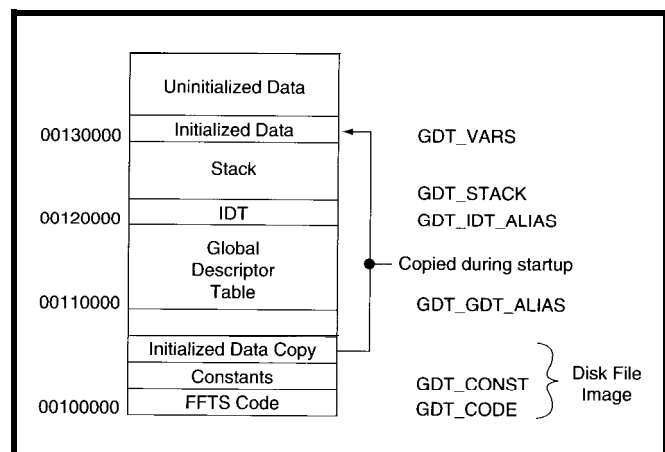 Uninitialized Data
00130000
Initialized Data
GDT_VARS
Stack
GDT_STACK
00120000
IDT
GDT_IDT_ALIAS
Global
Descriptor
Table
Copied during startup
00110000
GDT_GDT_ALIAS
Initialized Data Copy
Constants
GDT_CONST
Disk File
Image
00100000
FFTS Code
GDT_CODE